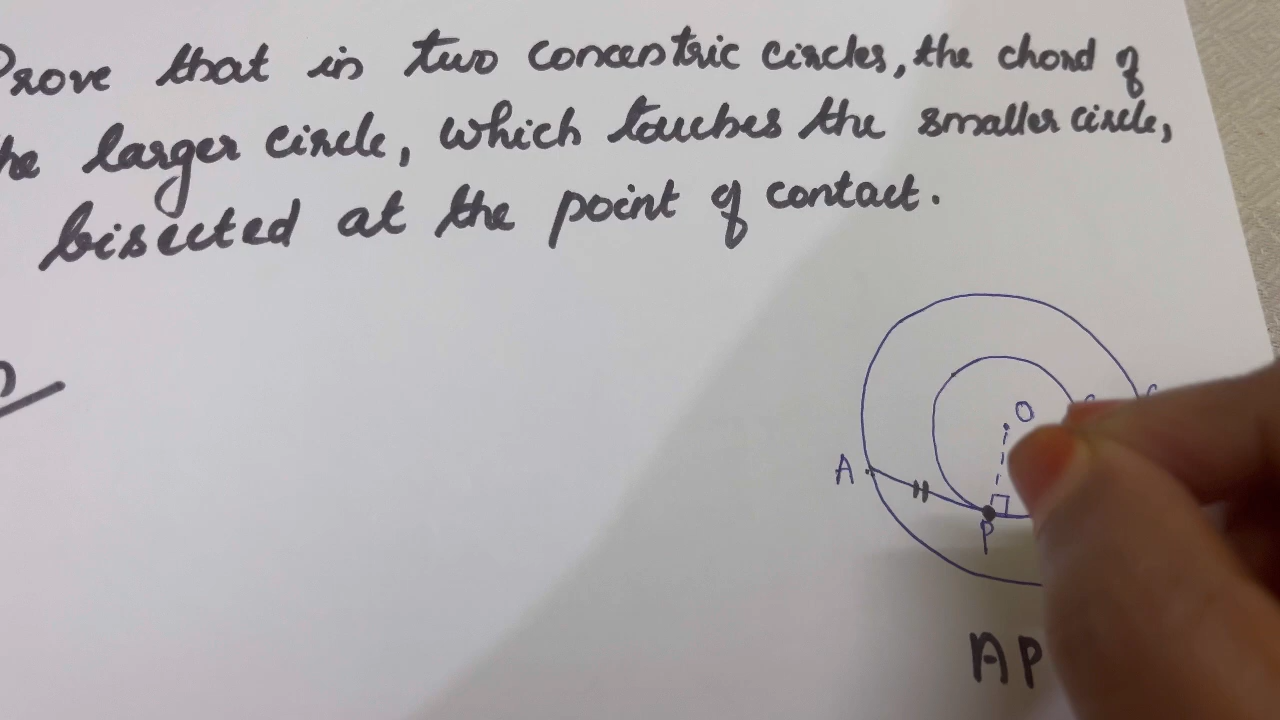 Prove that in two concentric circles, the chord of
the larger circle, which touches the smaller circle,
bisected at the point of contact.
O
A
P
AP